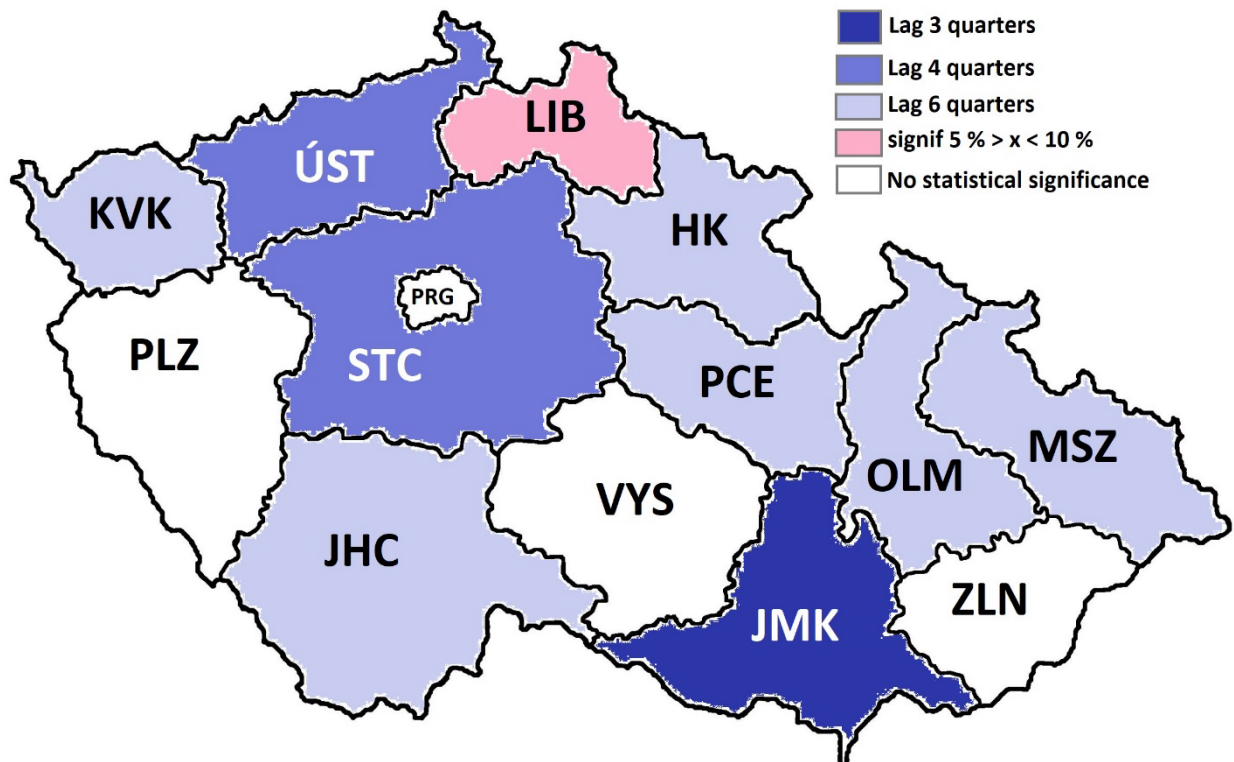 Lag 3 quarters
Lag 4 quarters
Lag 6 quarters
signif 5 % > x < 10 %
No statistical significance
LIB
ÚST
KVK
HK
PRG
PLZ
STC
PCE
MSZ
OLM
VYS
JHC
ZLN
JMK